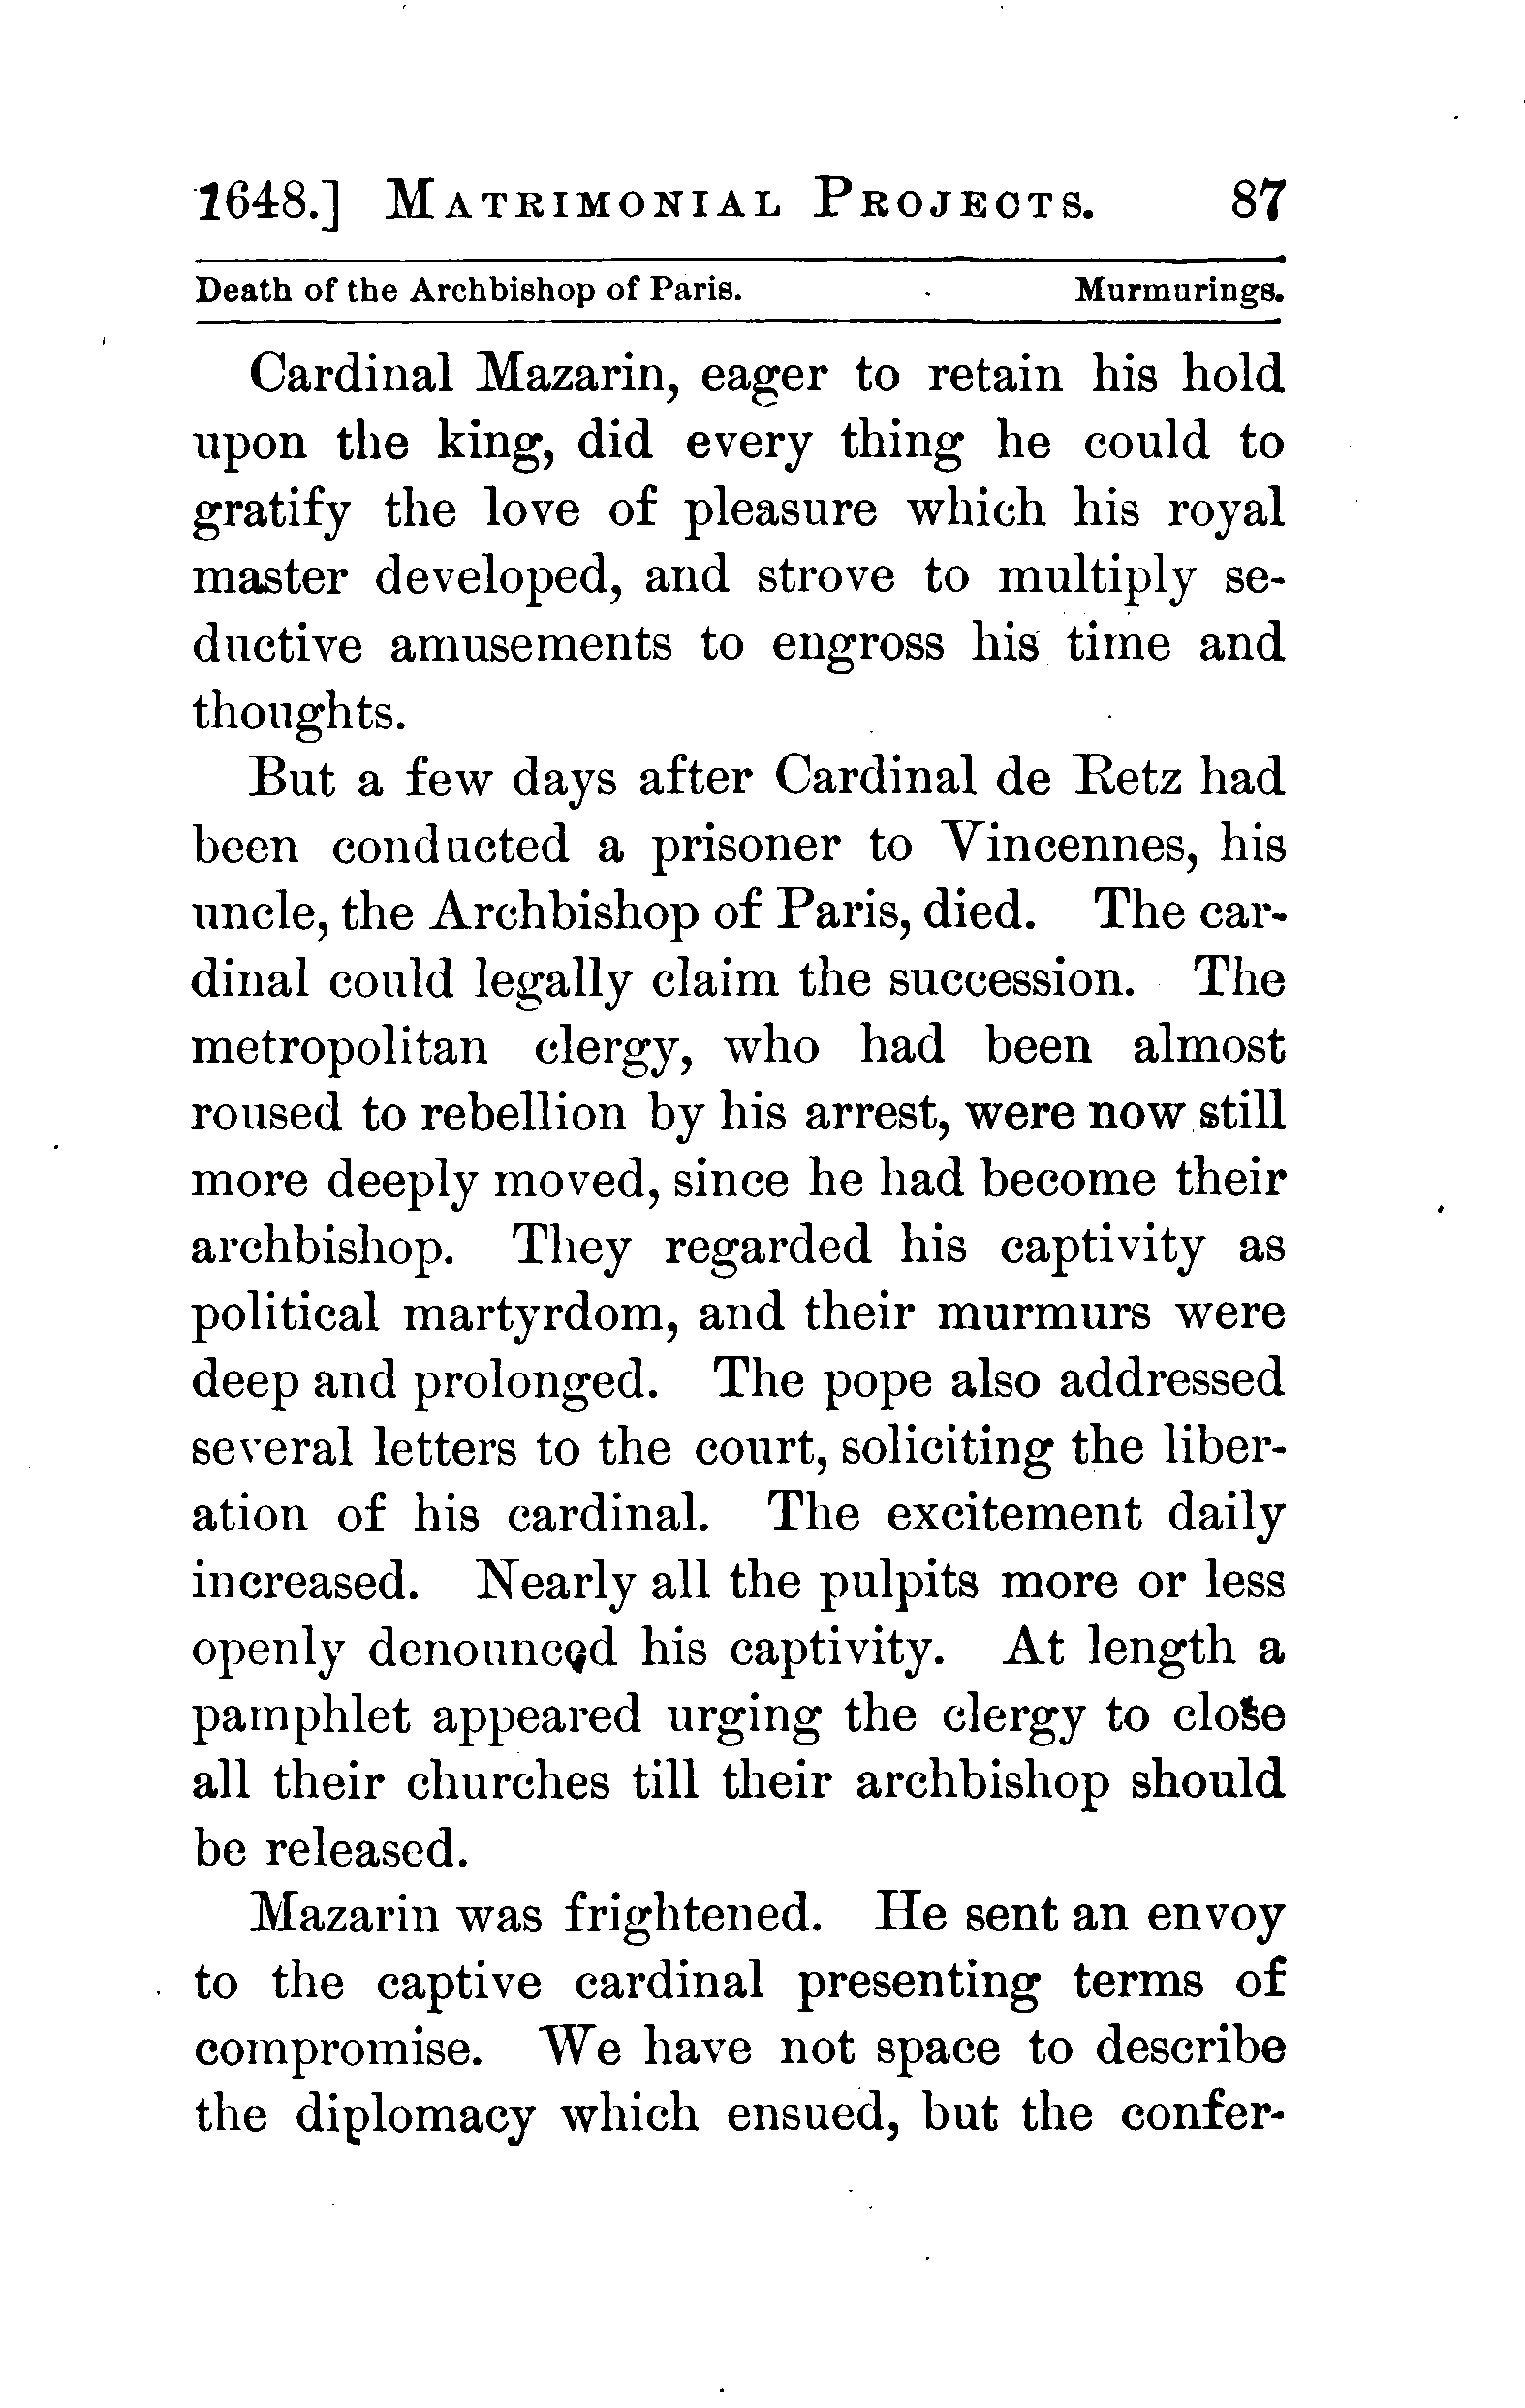 1648.] MATRIMONIAL PROJECTS. 87
Death of the Archbishop of Paris. Murmurings.
Cardinal Mazarin, eager to retain his hold
upon the king, did every thing he could to
gratify the love of pleasure which his royal
master developed, and strove to multiply se-
ductive amusements to engross his time and
thoughts.
But a few days after Cardinal de Retz had
been conducted a prisoner to Vincennes, his
uncle, the Archbishop of Paris, died. The car-
dinal could legally claim the succession. The
metropolitan clergy, who had been almost
roused to rebellion by his arrest, were now still
more deeply moved, since he had become their
archbishop. They regarded his captivity as
political martyrdom, and their murmurs were
deep and prolonged. The pope also addressed
several letters to the court, soliciting the liber-
ation of his cardinal. The excitement daily
increased. Nearly all the pulpits more or less
openly denounced his captivity. At length a
pamphlet appeared urging the clergy to close
all their churches till their archbishop should
be released.
Mazarin was frightened. He sent an envoy
to the captive cardinal presenting terms of
compromise. We have not space to describe
the diplomacy which ensued, but the confer-